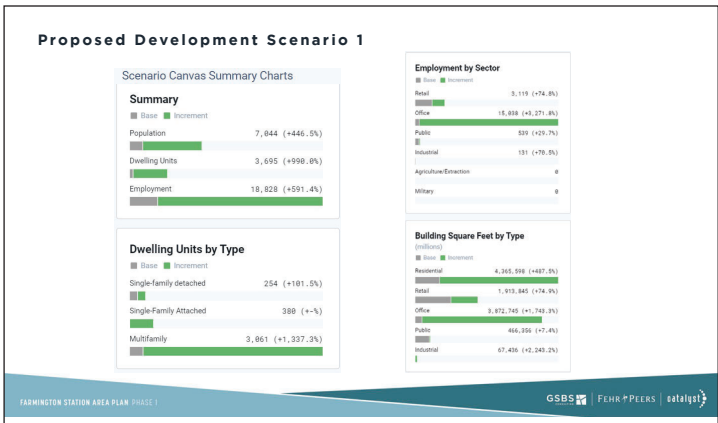 Proposed Development Scenario 1
Scenario Canvas Summary Charts
Summary
Base Increment
Population 7,044 (+446.5%)
Dwelling Units 3,695 (+990.0%)
Employment 18,828 (+591.4%)
Dwelling Units by Type
Base Increment
Single-family detached 254 (+101.5%)
Single-Family Attached 380 (+-%)
Multifamily 3,061 (+1,337.3%)
Employment by Sector
Base Increment
Retail 3,119 (+74.8%)
Office 15,038 (+3,271.8%)
Public 539 (+29.7%)
Industrial 131 (+70.5%)
Agriculture/Extraction 0
Military 0
Building Square Feet by Type
(millions)
Base Increment
Residential 4,365,598 (+487.5%)
Retail 1,913,845 (+74.9%)
Office 3,872,745 (+1,743.3%)
Public 466,356 (+7.4%)
Industrial 67,436 (+2,243.2%)
FARMINGTON STATION AREA PLAN PHASE I
GSBS FEHR PEERS catalyst